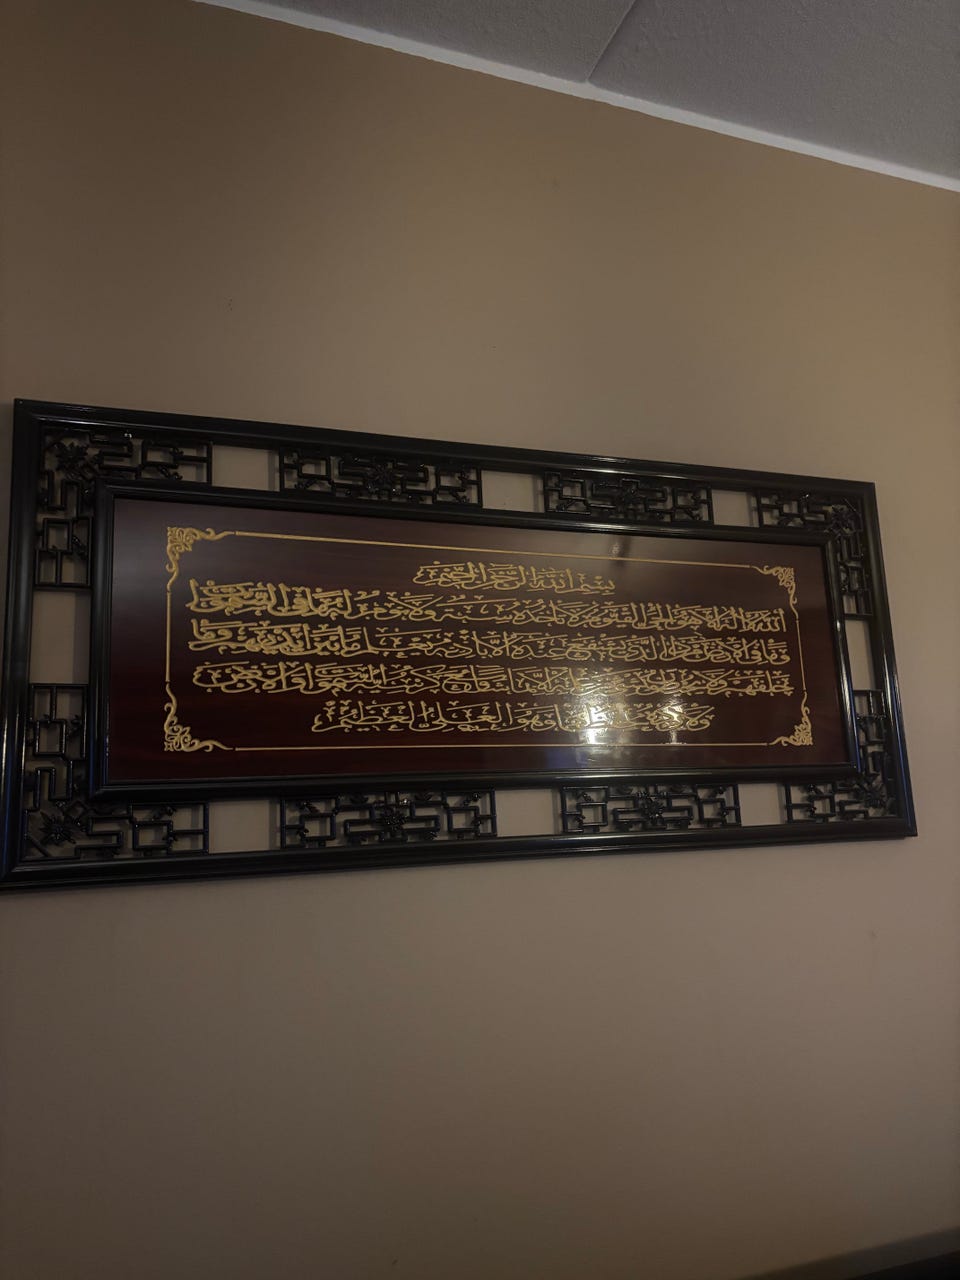 بسم الله الرحمن الرحيم
الله لا إله إلا هو الحي القيوم لا تأخذه سنة ولا نوم له ما في السموات
وما في الأرض من ذا الذي يشفع عنده إلا بإذنه يعلم ما بين أيديهم وما
خلفهم ولا يحيطون بشيء من علمه إلا بما شاء وسع كرسيه السموات والأرض
ولا يؤده حفظهما وهو العلي العظيم